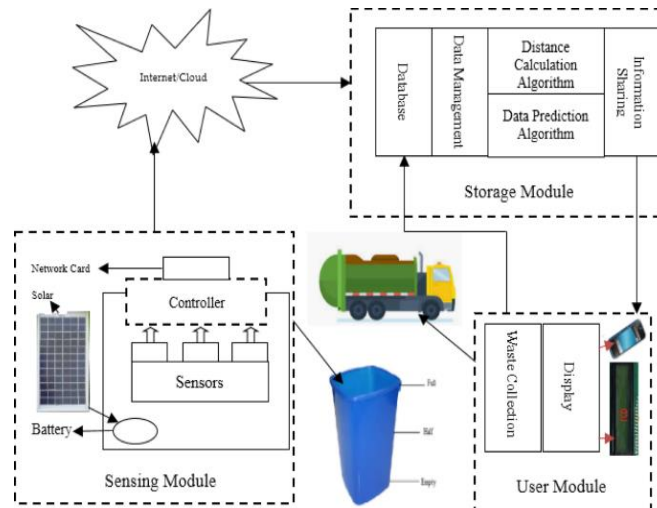 Internet/Cloud
Database
Data Management
Distance
Calculation
Algorithm
Data Prediction
Algorithm
Information
Sharing
Storage Module
Network Card
Solar
Controller
Sensors
Battery
Sensing Module
Full
Half
Empty
Waste Collection
Display
User Module